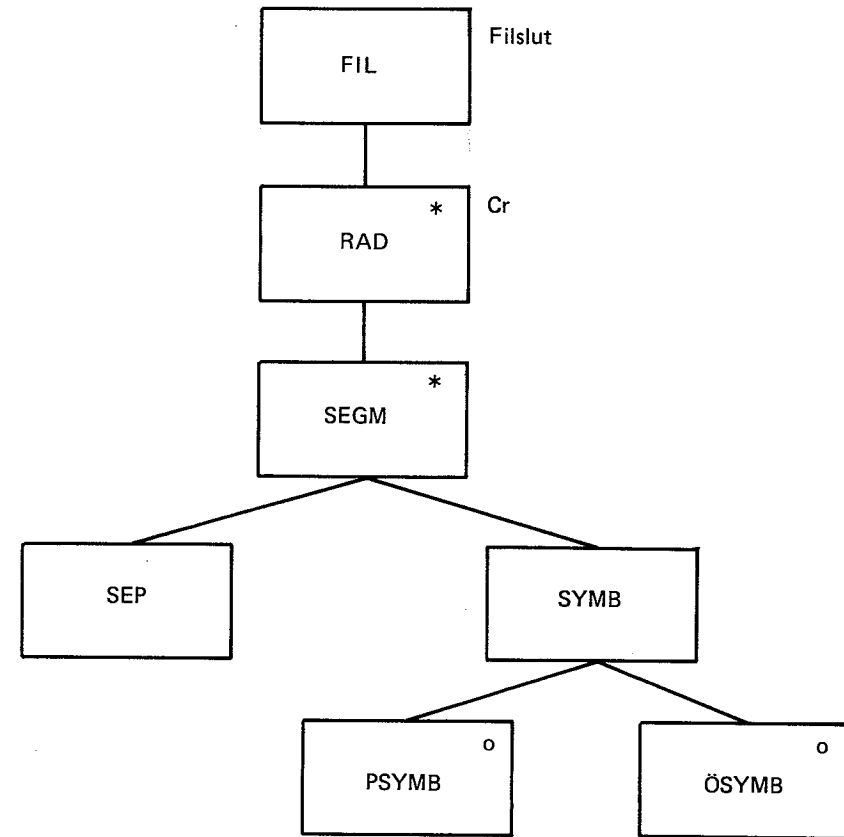 Filslut
FIL
* Cr
RAD
*
SEGM
SEP
SYMB
o
PSYMB
o
ÖSYMB